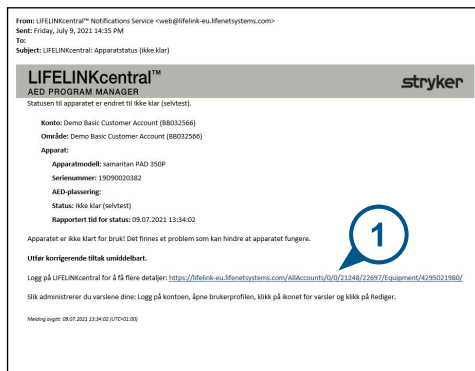 From: LIFELINKcentral™ Notifications Service <web@lifelink-eu.lifenetsystems.com>
Sent: Friday, July 9, 2021 14:35 PM
To:
Subject: LIFELINKcentral: Apparatstatus (ikke klar)
LIFELINKcentral™
AED PROGRAM MANAGER
stryker
Statusen til apparatet er endret til Ikke klar (selvtest).
Konto: Demo Basic Customer Account (BB032566)
Område: Demo Basic Customer Account (BB032566)
Apparat:
Apparatmodell: samaritan PAD 350P
Serienummer: 19D90020382
AED-plassering:
Status: Ikke klar (selvtest)
Rapportert tid for status: 09.07.2021 13:34:02
Apparatet er ikke klart for bruk! Det finnes et problem som kan hindre at apparatet fungere.
1
Utfør korrigerende tiltak umiddelbart.
Logg på LIFELINKcentral for å få flere detaljer: https://lifelink-eu.lifenetsystems.com/AllAccounts/0/0/21248/22697/Equipment/4295021980/
Slik administrerer du varslene dine: Logg på kontoen, åpne brukerprofilen, klikk på ikonet for varsler og klikk på Rediger.
Melding avgitt: 09.07.2021 13:34:02 (UTC+01:00)